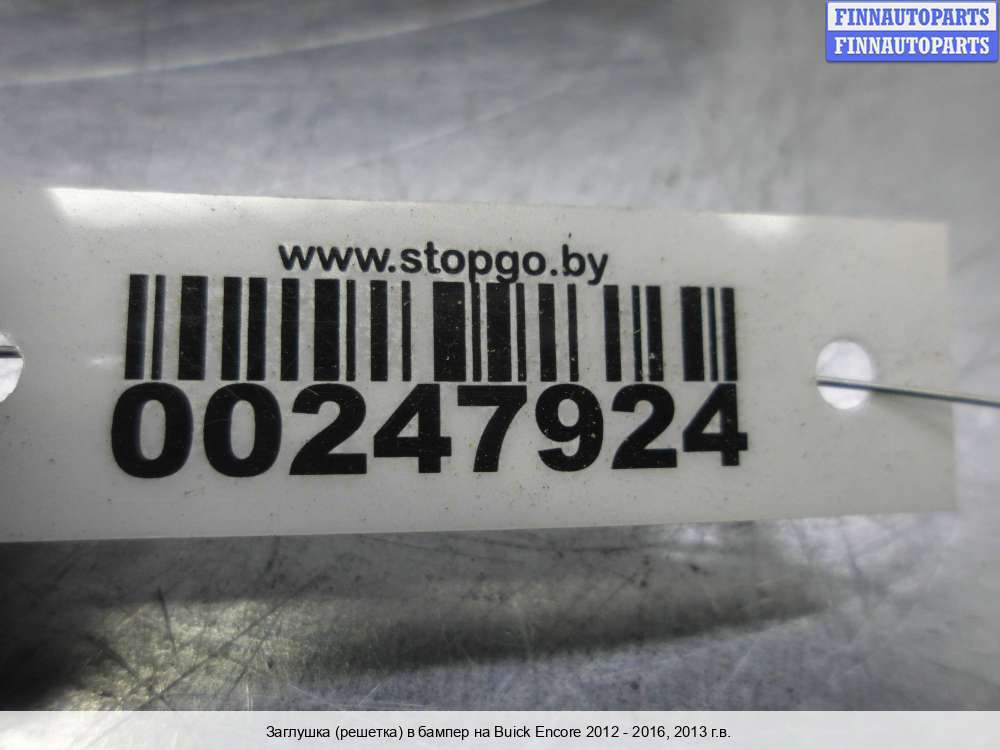 FINNAUTOPARTS
FINNAUTOPARTS
www.stopgo.by
00247924
Заглушка (решетка) в бампер на Buick Encore 2012 - 2016, 2013 г.в.